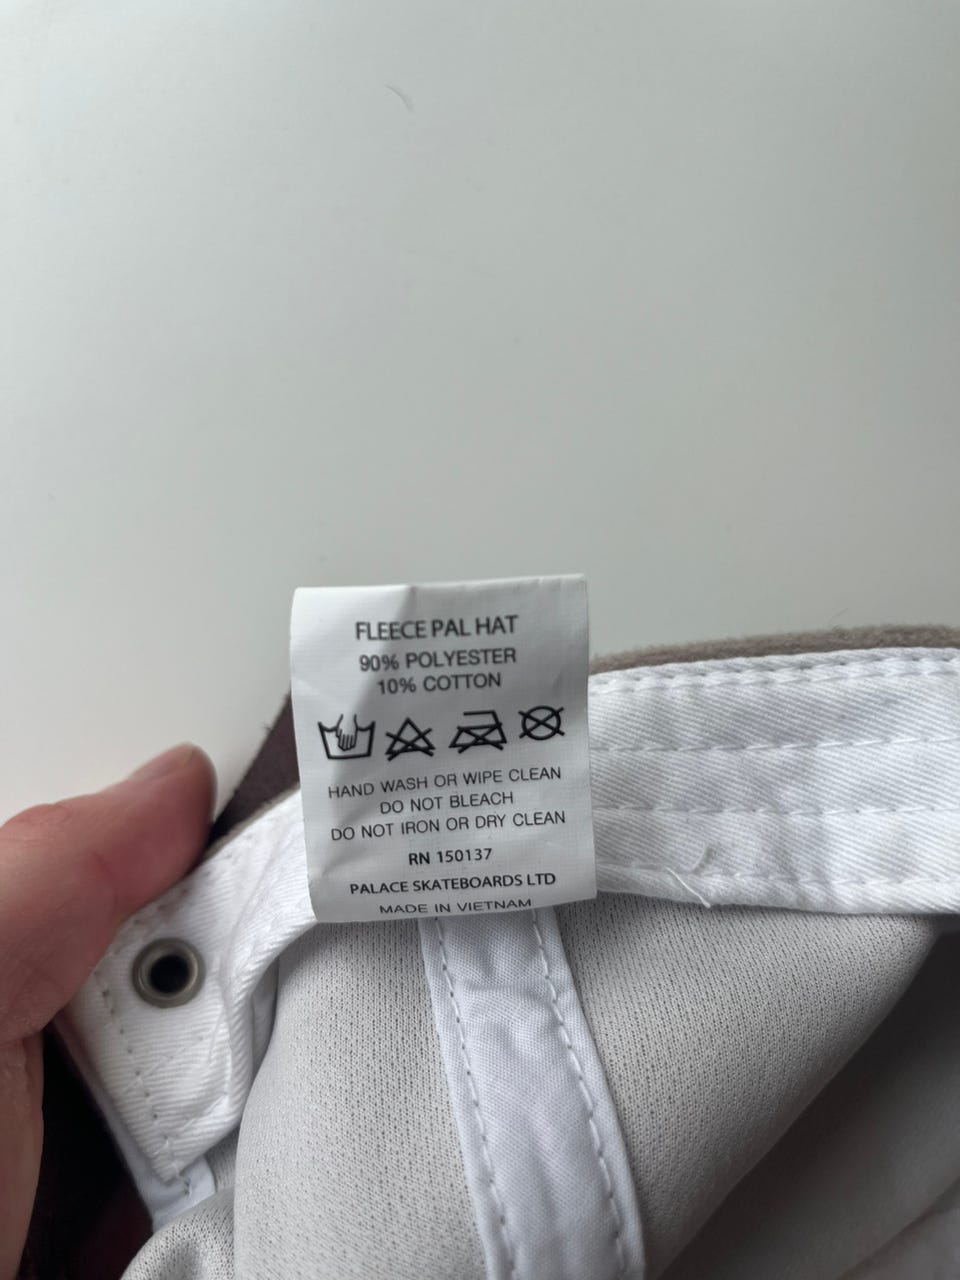 FLEECE PAL HAT
90% POLYESTER
10% COTTON
HAND WASH OR WIPE CLEAN
DO NOT BLEACH
DO NOT IRON OR DRY CLEAN
RN 150137
PALACE SKATEBOARDS LTD
MADE IN VIETNAM